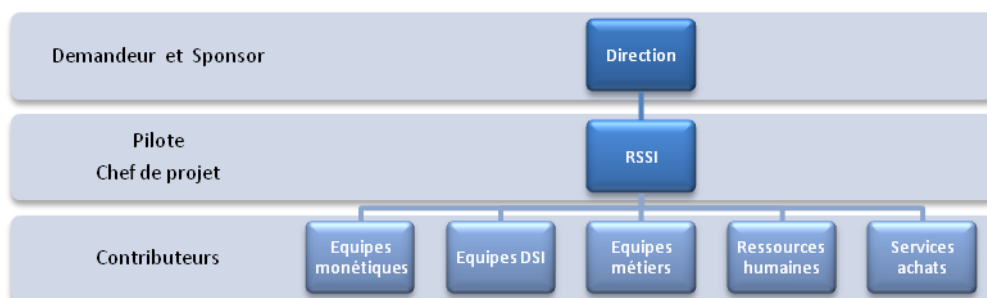 Demandeur et Sponsor
Direction
Pilote
Chef de projet
RSSI
Contributeurs
Equipes
monétiques
Equipes DSI
Equipes
métiers
Ressources
humaines
Services
achats